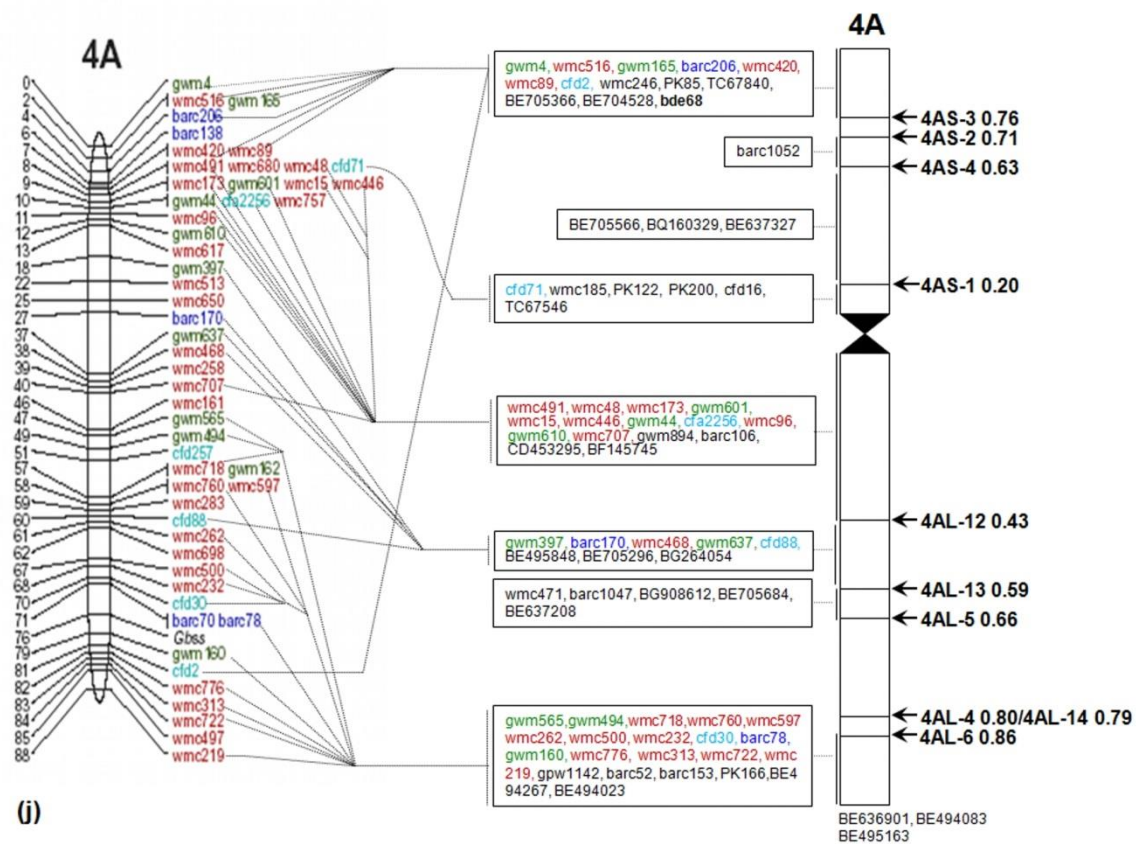 4A
0
2
4
6
7
8
9
10
11
12
13
18
22
25
27
37
38
39
40
46
47
49
51
57
58
59
60
61
62
67
68
70
71
76
79
81
82
83
84
85
88
gwm4
wmc516 gwm165
barc206
barc138
wmc420 wmc89
wmc491 wmc680 wmc48 cfd71
wmc173 gwm601 wmc15 wmc446
gwm44 cfa2256 wmc757
wmc96
gwm610
wmc617
gwm397
wmc513
wmc650
barc170
gwm637
wmc468
wmc258
wmc707
wmc161
gwm565
gwm494
cfd257
wmc718 gwm162
wmc760 wmc597
wmc283
cfd88
wmc262
wmc698
wmc500
wmc232
cfd30
barc70 barc78
Gbss
gwm160
cfd2
wmc776
wmc313
wmc722
wmc497
wmc219
(j)
gwm4, wmc516, gwm165, barc206, wmc420,
wmc89, cfd2, wmc246, PK85, TC67840,
BE705366, BE704528, bde68
barc1052
BE705566, BQ160329, BE637327
cfd71, wmc185, PK122, PK200, cfd16,
TC67546
wmc491, wmc48, wmc173, gwm601,
wmc15, wmc446, gwm44, cfa2256, wmc96,
gwm610, wmc707, gwm894, barc106,
CD453295, BF145745
gwm397, barc170, wmc468, gwm637, cfd88,
BE495848, BE705296, BG264054
wmc471, barc1047, BG908612, BE705684,
BE637208
gwm565,gwm494,wmc718,wmc760,wmc597
wmc262, wmc500, wmc232, cfd30, barc78,
gwm160, wmc776, wmc313, wmc722, wmc
219, gpw1142, barc52, barc153, PK166,BE4
94267, BE494023
4A
4AS-3 0.76
4AS-2 0.71
4AS-4 0.63
4AS-1 0.20
4AL-12 0.43
4AL-13 0.59
4AL-5 0.66
4AL-4 0.80/4AL-14 0.79
4AL-6 0.86
BE636901, BE494083
BE495163